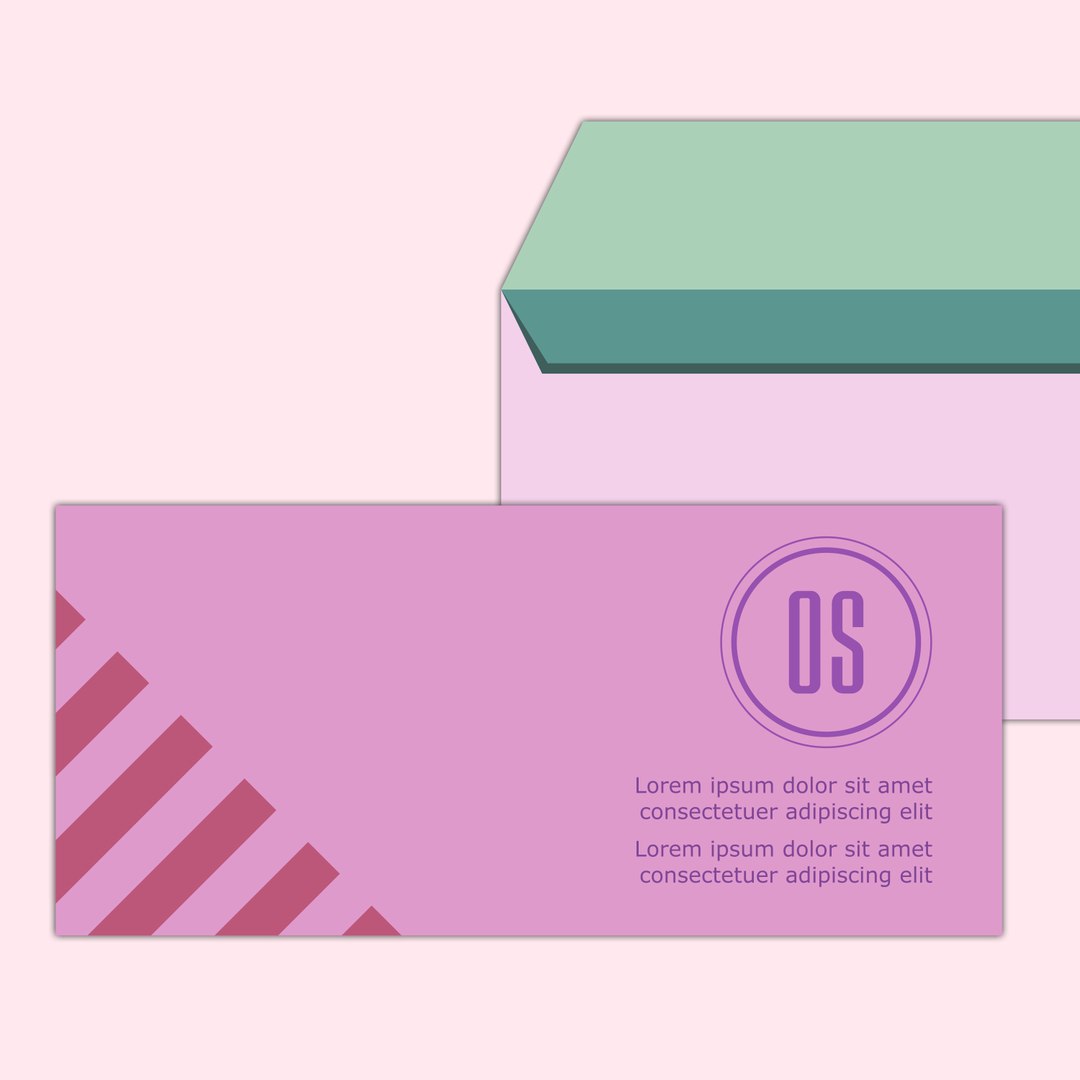 OS
Lorem ipsum dolor sit amet
consectetuer adipiscing elit
Lorem ipsum dolor sit amet
consectetuer adipiscing elit